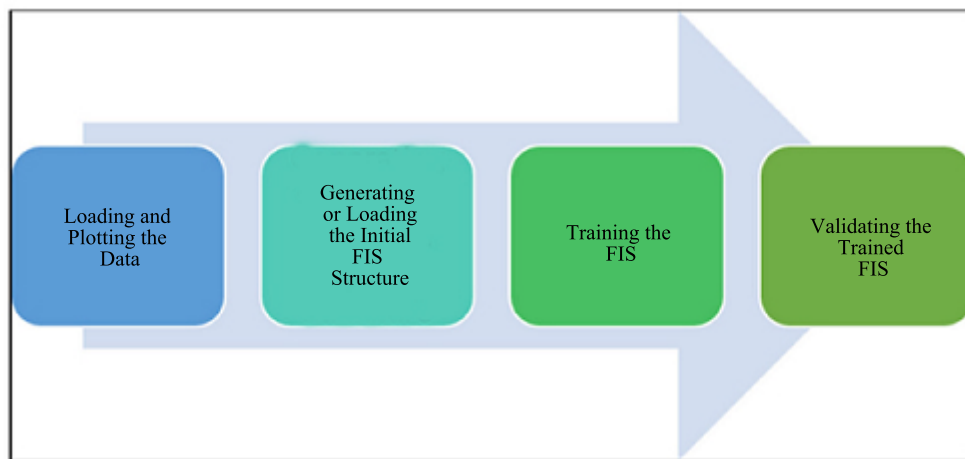 Loading and
Plotting the
Data
Generating
or Loading
the Initial
FIS
Structure
Training the
FIS
Validating the
Trained
FIS